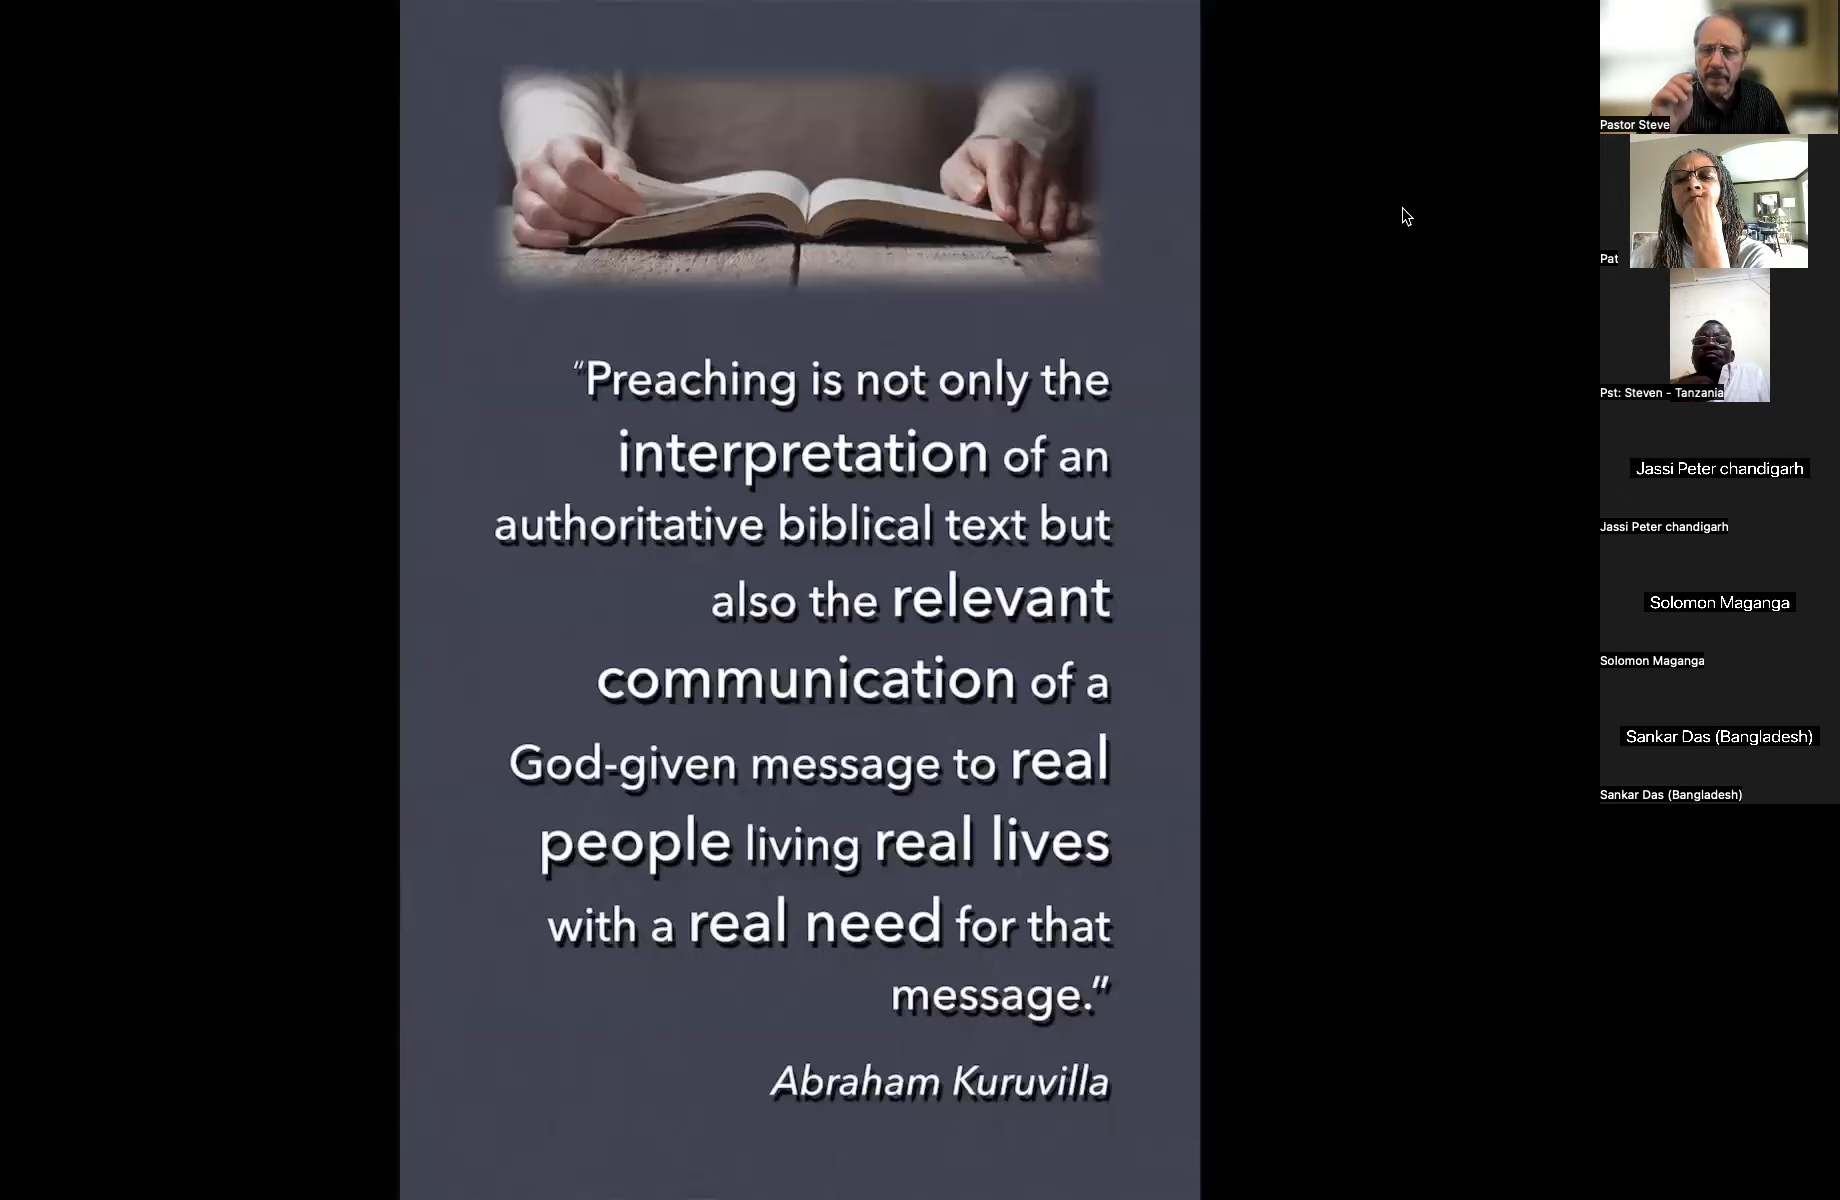 “Preaching is not only the
interpretation of an
authoritative biblical text but
also the relevant
communication of a
God-given message to real
people living real lives
with a real need for that
message.”
Abraham Kuruvilla
Pastor Steve
Pat
Pst: Steven - Tanzania
Jassi Peter chandigarh
Jassi Peter chandigarh
Solomon Maganga
Solomon Maganga
Sankar Das (Bangladesh)
Sankar Das (Bangladesh)